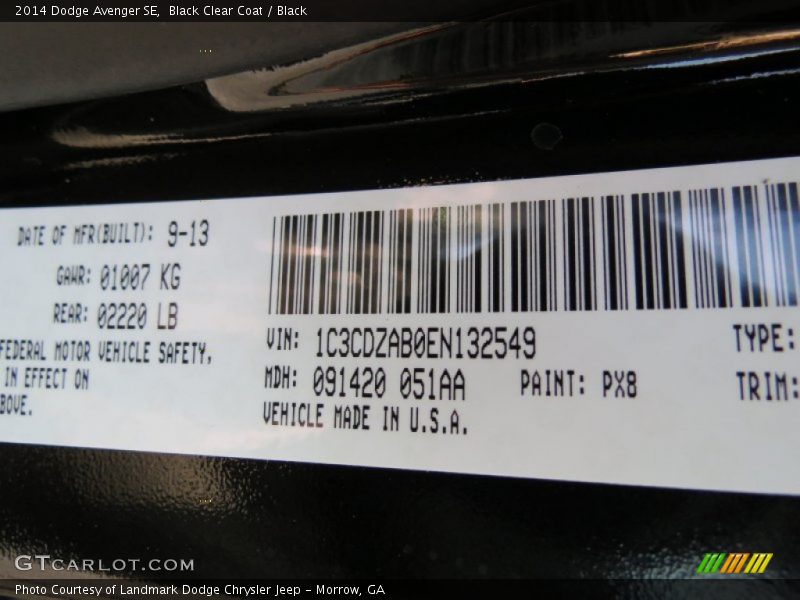 2014 Dodge Avenger SE,  Black Clear Coat / Black
DATE OF MFR(BUILT): 9-13
GAWR: 01007 KG
REAR: 02220 LB
FEDERAL MOTOR VEHICLE SAFETY,
IN EFFECT ON
BOVE.
VIN: 1C3CDZAB0EN132549
MDH: 091420 051AA PAINT: PX8
VEHICLE MADE IN U.S.A.
TYPE:
TRIM:
GTCARLOT.COM
Photo Courtesy of Landmark Dodge Chrysler Jeep – Morrow, GA